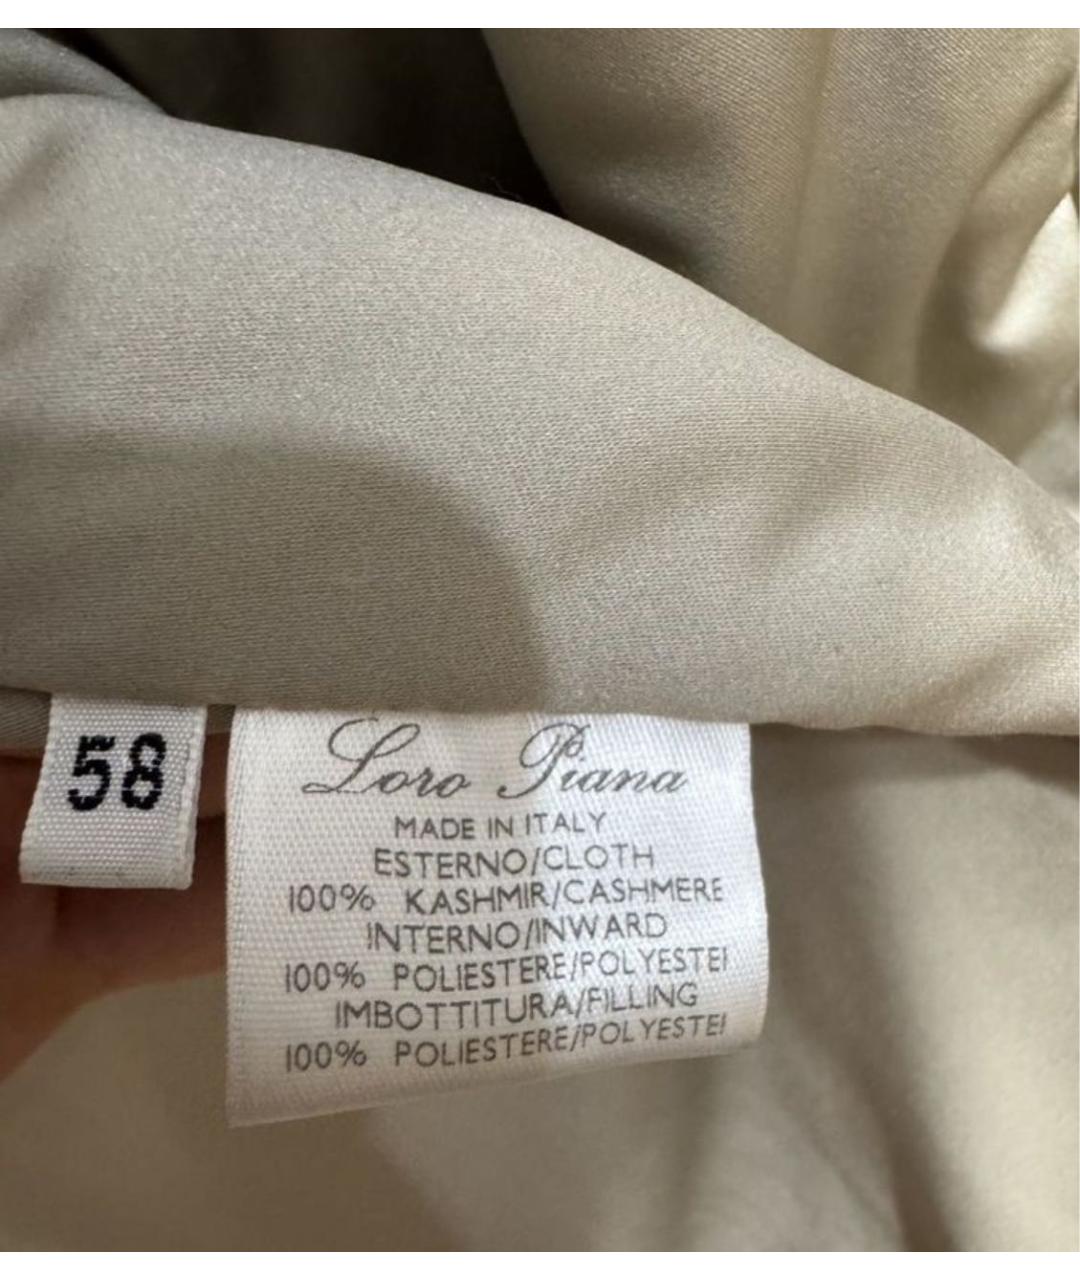 58
Loro Piana
MADE IN ITALY
ESTERNO/CLOTH
100% KASHMIR/CASHMERE
INTERNO/INWARD
100% POLIESTERE/POLYESTEI
IMBOTTITURA/FILLING
100% POLIESTERE/POLYESTEI